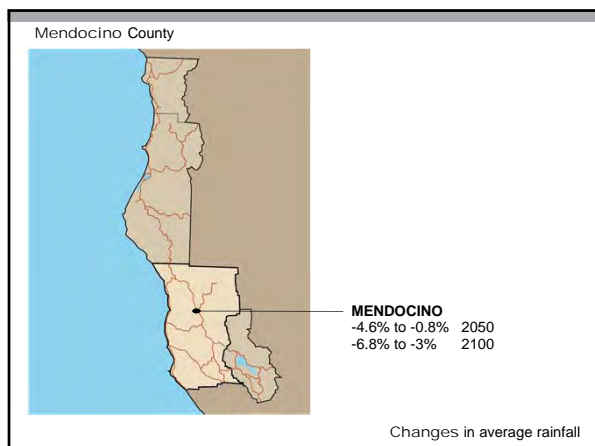 Mendocino County
MENDOCINO
-4.6% to -0.8% 2050
-6.8% to -3% 2100
Changes in average rainfall